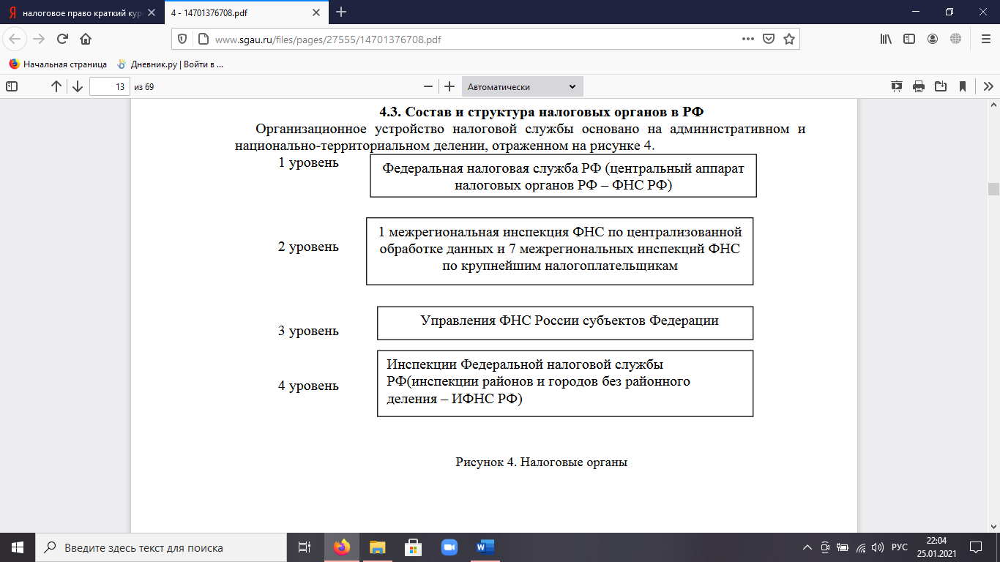 налоговое право краткий кур
4 - 14701376708.pdf
www.sgau.ru/files/pages/27555/14701376708.pdf
Начальная страница
Дневник.ру | Войти в ...
13 из 69
Автоматически
4.3. Состав и структура налоговых органов в РФ
Организационное устройство налоговой службы основано на административном и
национально-территориальном делении, отраженном на рисунке 4.
1 уровень
Федеральная налоговая служба РФ (центральный аппарат
налоговых органов РФ – ФНС РФ)
2 уровень
1 межрегиональная инспекция ФНС по централизованной
обработке данных и 7 межрегиональных инспекций ФНС
по крупнейшим налогоплательщикам
3 уровень
Управления ФНС России субъектов Федерации
4 уровень
Инспекции Федеральной налоговой службы
РФ(инспекции районов и городов без районного
деления – ИФНС РФ)
Рисунок 4. Налоговые органы
Введите здесь текст для поиска
РУС
22:04
25.01.2021